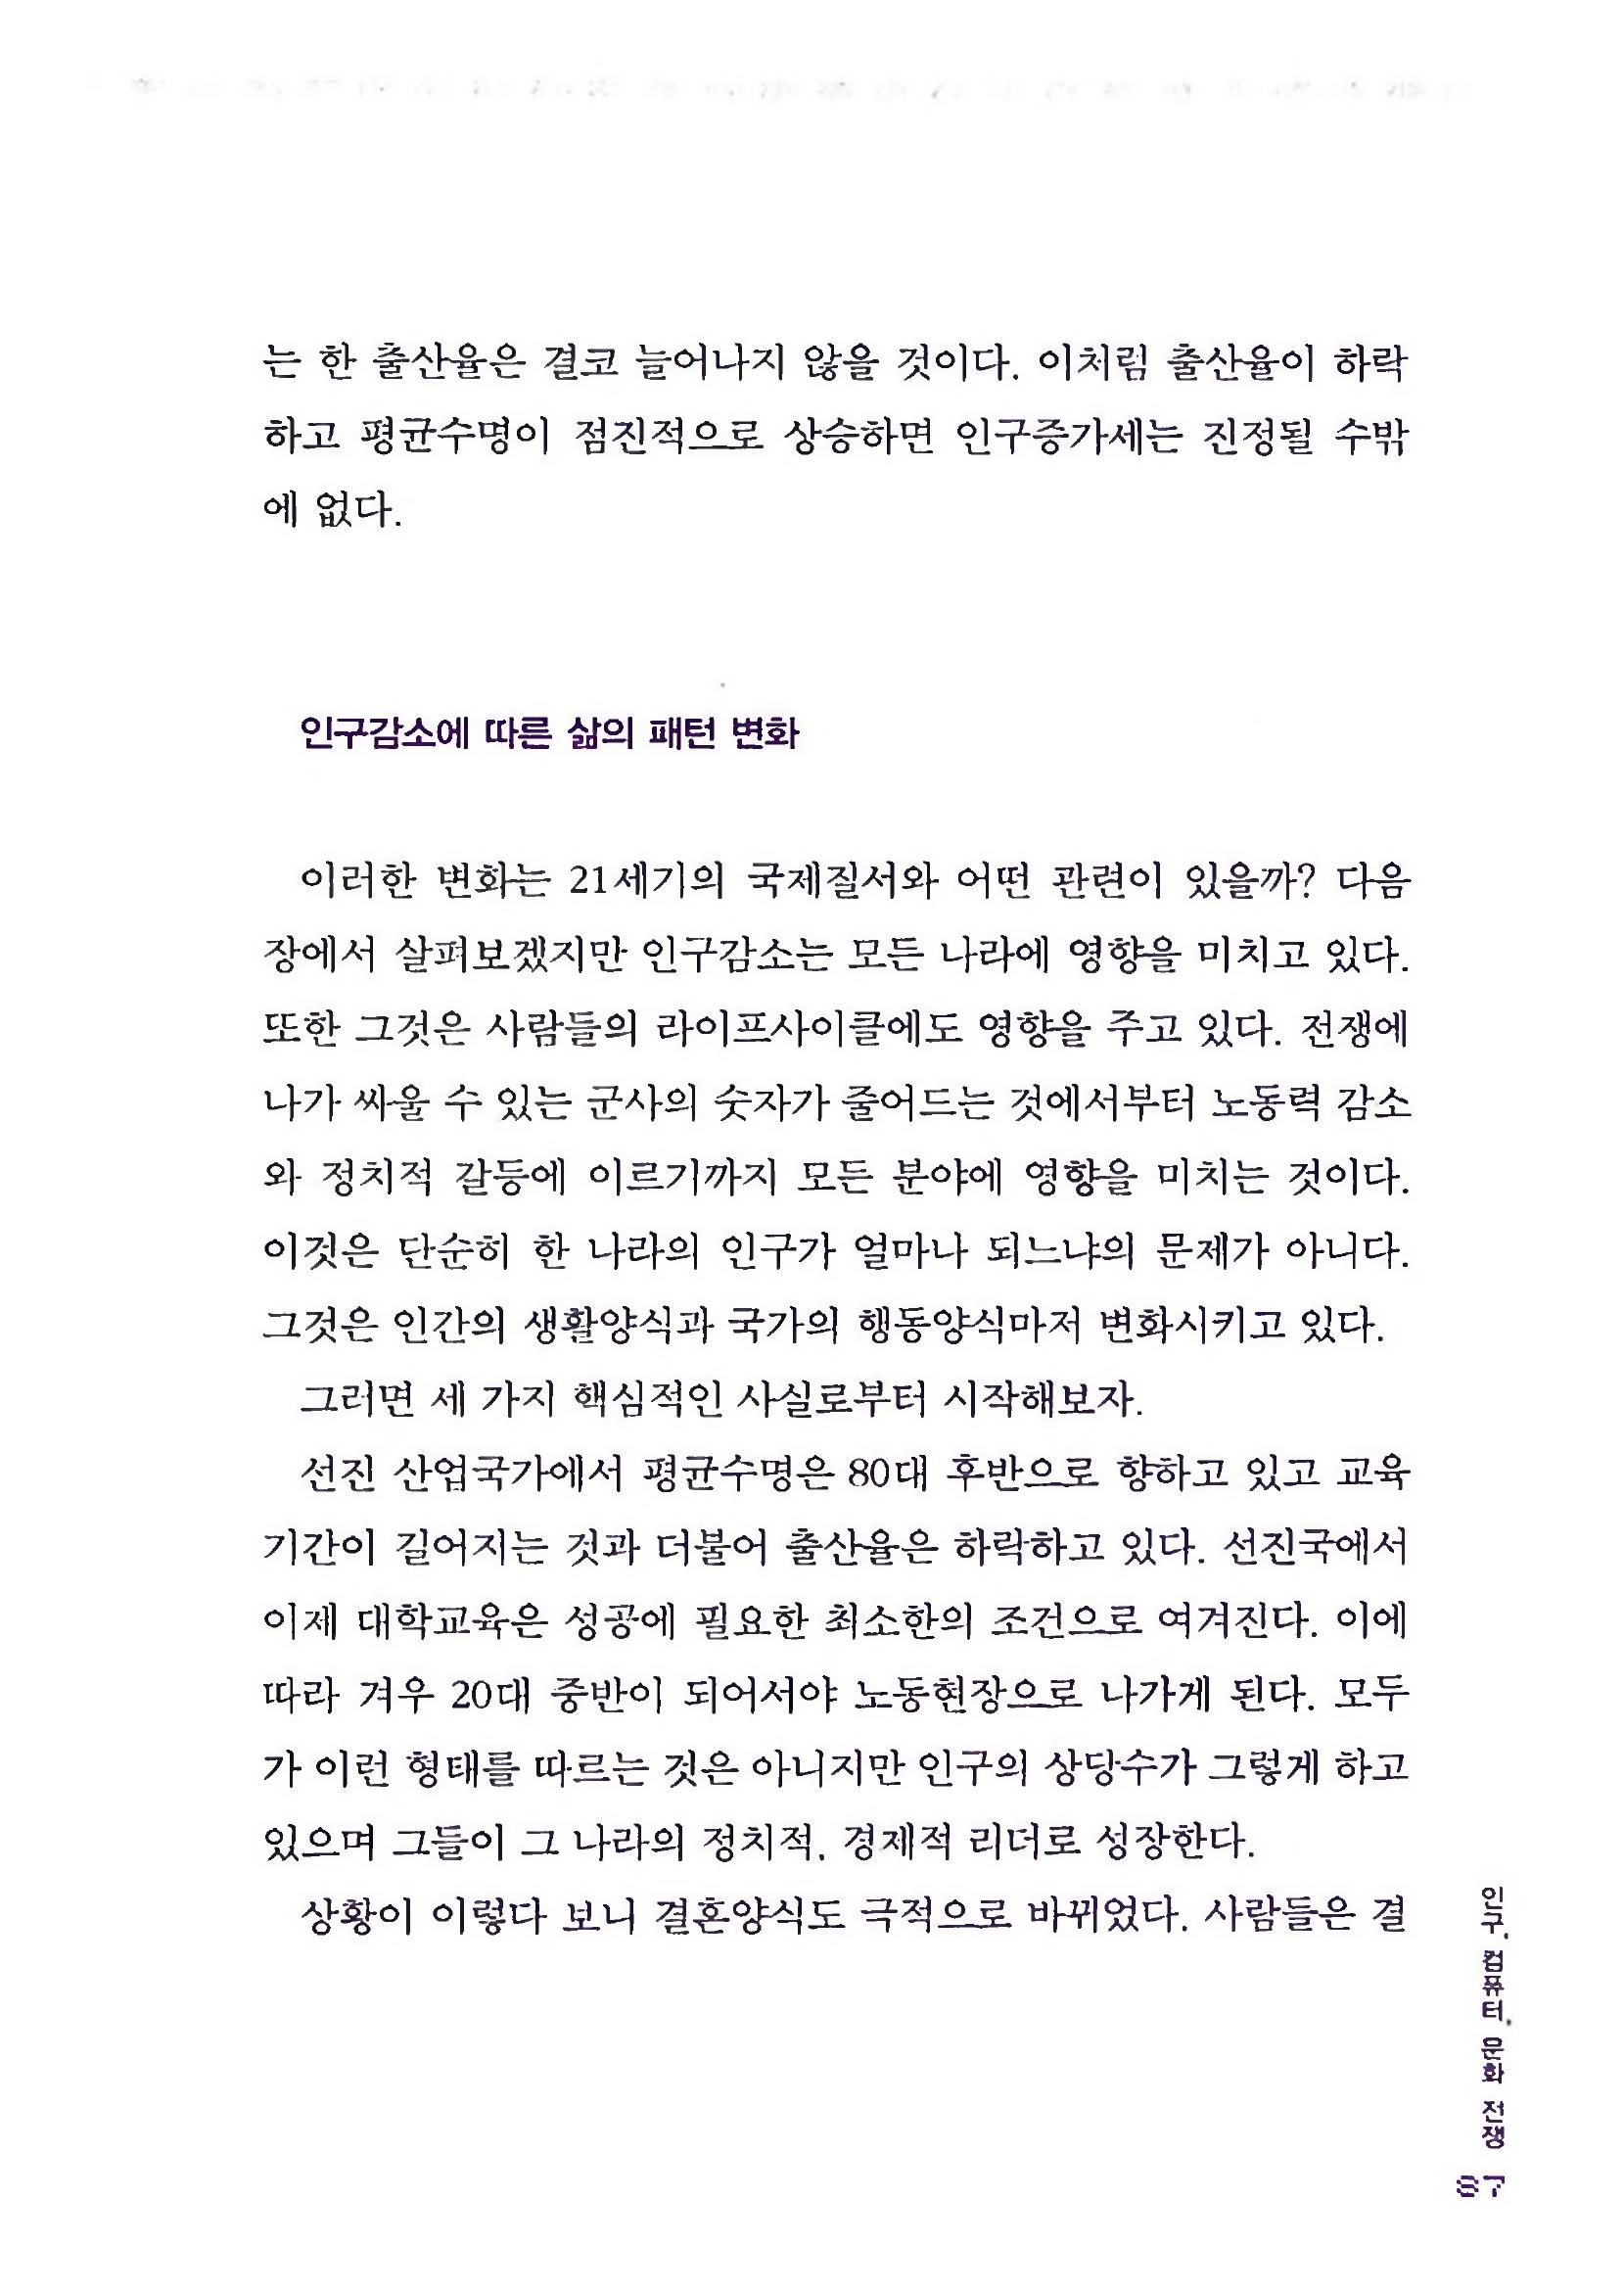 는 한 출산율은 결코 늘어나지 않을 것이다. 이처럼 출산율이 하락
하고 평균수명이 점진적으로 상승하면 인구증가세는 진정될 수밖
에 없다.
인구감소에 따른 삶의 패턴 변화
이러한 변화는 21세기의 국제질서와 어떤 관련이 있을까? 다음
장에서 살펴보겠지만 인구감소는 모든 나라에 영향을 미치고 있다.
또한 그것은 사람들의 라이프사이클에도 영향을 주고 있다. 전쟁에
나가 싸울 수 있는 군사의 숫자가 줄어드는 것에서부터 노동력 감소
와 정치적 갈등에 이르기까지 모든 분야에 영향을 미치는 것이다.
이것은 단순히 한 나라의 인구가 얼마나 되느냐의 문제가 아니다.
그것은 인간의 생활양식과 국가의 행동양식마저 변화시키고 있다.
그러면 세 가지 핵심적인 사실로부터 시작해보자.
선진 산업국가에서 평균수명은 80대 후반으로 향하고 있고 교육
기간이 길어지는 것과 더불어 출산율은 하락하고 있다. 선진국에서
이제 대학교육은 성공에 필요한 최소한의 조건으로 여겨진다. 이에
따라 겨우 20대 중반이 되어서야 노동현장으로 나가게 된다. 모두
가 이런 형태를 따르는 것은 아니지만 인구의 상당수가 그렇게 하고
있으며 그들이 그 나라의 정치적, 경제적 리더로 성장한다.
상황이 이렇다 보니 결혼양식도 극적으로 바뀌었다. 사람들은 결
인구, 컴퓨터, 문화 전쟁
87